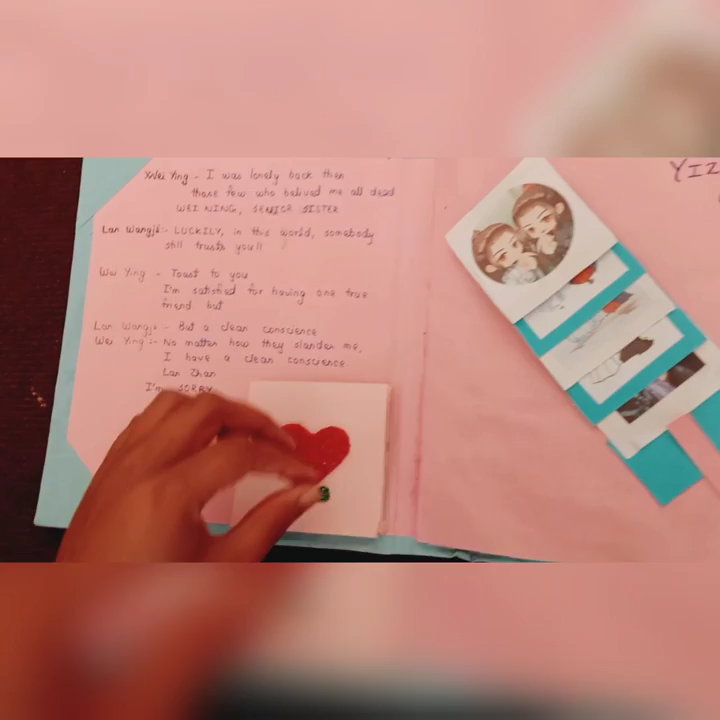 Wei Ying - I was lonely back then
those few who belived me all dead
WEI NING, SENIOR SISTER
Lan Wangji:- LUCKILY, in this world, somebody
still trusts you!!
Wei Ying - Toast to you
I'm satisfied for having one true
friend but
Lan Wangji - But a clean conscience
Wei Ying :- No matter how they slander me,
I have a clean conscience.
Lan Zhan
I'm SORRY
YIZ